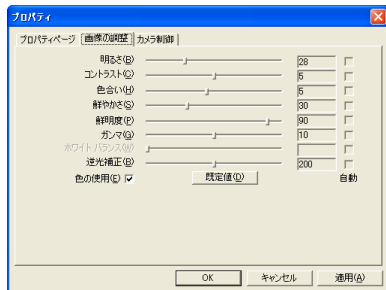 プロパティ
プロパティページ 画像の調整 カメラ制御
明るさ(B) 28
コントラスト(C) 5
色合い(H) 5
鮮やかさ(S) 30
鮮明度(P) 90
ガンマ(G) 10
ホワイト バランス(W)
逆光補正(B) 200
色の使用(E) 既定値(D) 自動
OK キャンセル 適用(A)